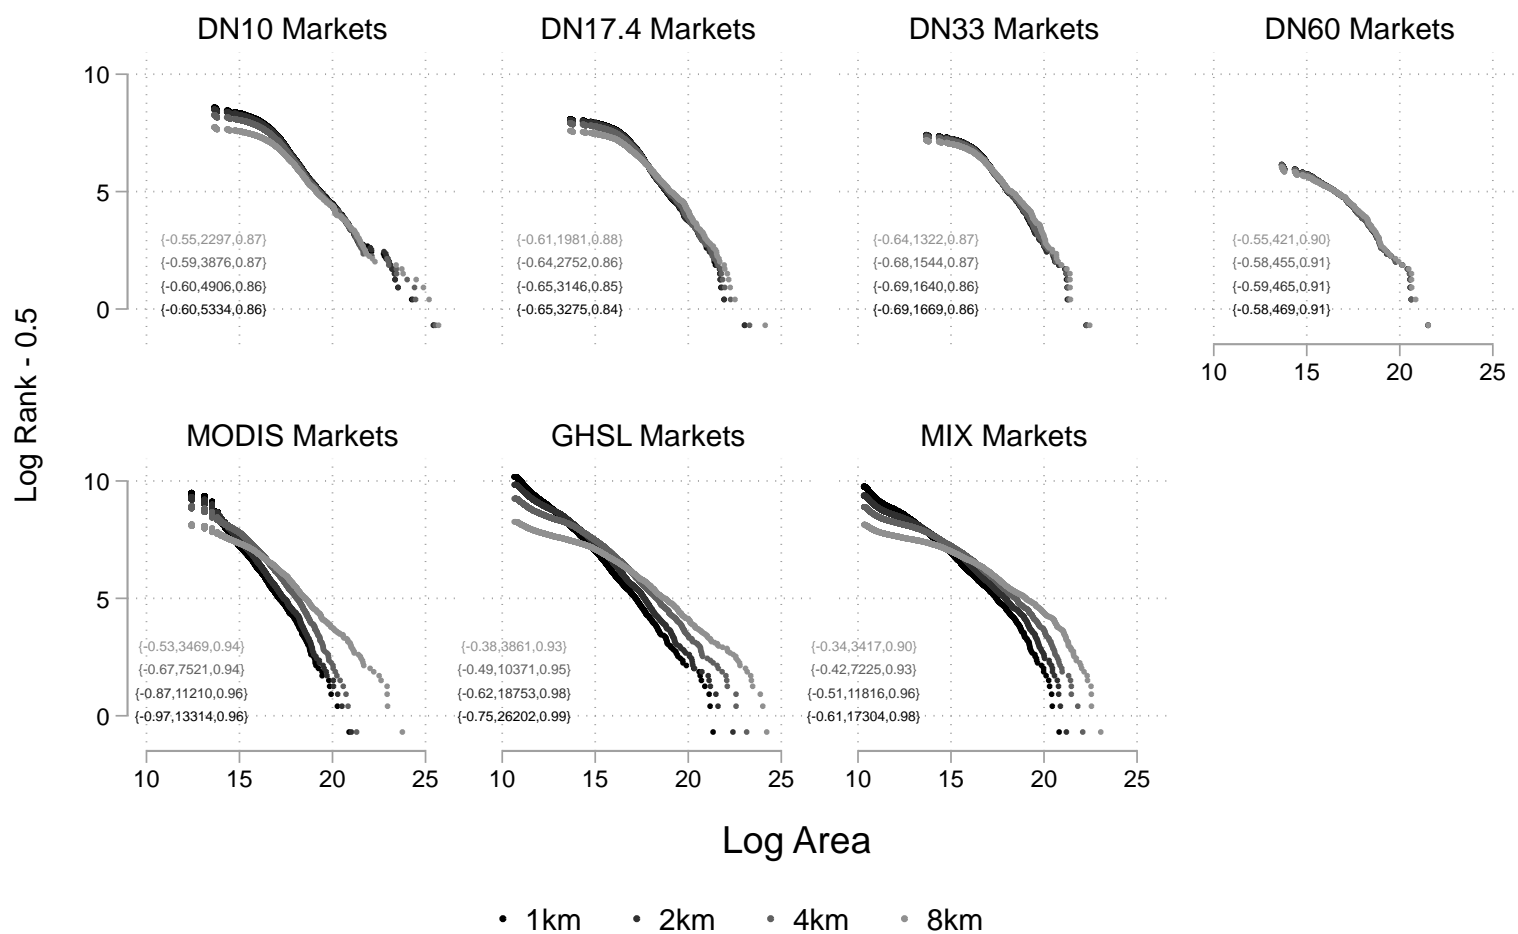 DN10 Markets
DN17.4 Markets
DN33 Markets
DN60 Markets
10
5
0
{-0.55,2297,0.87}
{-0.59,3876,0.87}
{-0.60,4906,0.86}
{-0.60,5334,0.86}
{-0.61,1981,0.88}
{-0.64,2752,0.86}
{-0.65,3146,0.85}
{-0.65,3275,0.84}
{-0.64,1322,0.87}
{-0.68,1544,0.87}
{-0.69,1640,0.86}
{-0.69,1669,0.86}
{-0.55,421,0.90}
{-0.58,455,0.91}
{-0.59,465,0.91}
{-0.58,469,0.91}
10 15 20 25
Log Rank - 0.5
MODIS Markets
GHSL Markets
MIX Markets
10
5
0
{-0.53,3469,0.94}
{-0.67,7521,0.94}
{-0.87,11210,0.96}
{-0.97,13314,0.96}
{-0.38,3861,0.93}
{-0.49,10371,0.95}
{-0.62,18753,0.98}
{-0.75,26202,0.99}
{-0.34,3417,0.90}
{-0.42,7225,0.93}
{-0.51,11816,0.96}
{-0.61,17304,0.98}
10 15 20 25
10 15 20 25
10 15 20 25
Log Area
1km 2km 4km 8km